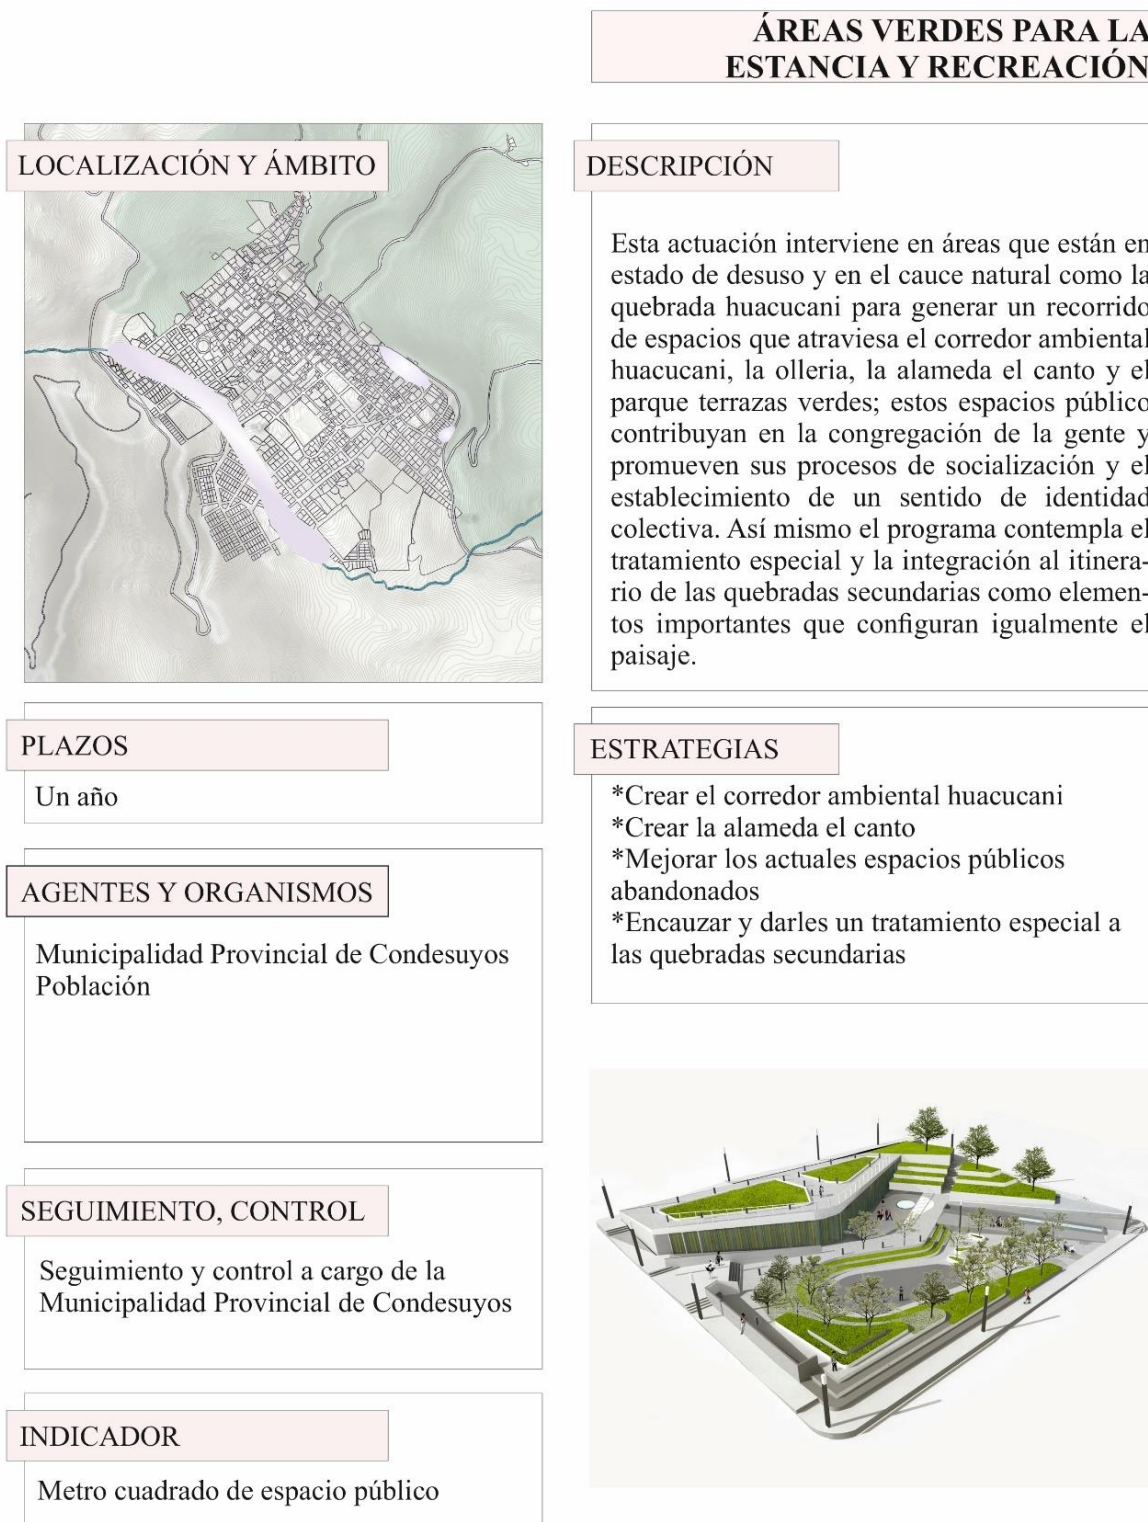 ÁREAS VERDES PARA LA
ESTANCIA Y RECREACIÓN
LOCALIZACIÓN Y ÁMBITO
DESCRIPCIÓN
Esta actuación interviene en áreas que están en
estado de desuso y en el cauce natural como la
quebrada huacucani para generar un recorrido
de espacios que atraviesa el corredor ambiental
huacucani, la olleria, la alameda el canto y el
parque terrazas verdes; estos espacios público
contribuyan en la congregación de la gente y
promueven sus procesos de socialización y el
establecimiento de un sentido de identidad
colectiva. Así mismo el programa contempla el
tratamiento especial y la integración al itinera-
rio de las quebradas secundarias como elemen-
tos importantes que configuran igualmente el
paisaje.
PLAZOS
Un año
AGENTES Y ORGANISMOS
Municipalidad Provincial de Condesuyos
Población
SEGUIMIENTO, CONTROL
Seguimiento y control a cargo de la
Municipalidad Provincial de Condesuyos
INDICADOR
Metro cuadrado de espacio público
ESTRATEGIAS
*Crear el corredor ambiental huacucani
*Crear la alameda el canto
*Mejorar los actuales espacios públicos
abandonados
*Encauzar y darles un tratamiento especial a
las quebradas secundarias